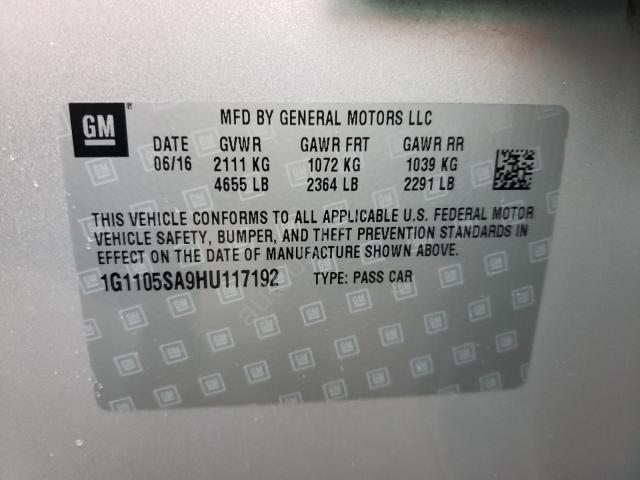 GM
MFD BY GENERAL MOTORS LLC
DATE GVWR GAWR FRT GAWR RR
06/16 2111 KG 1072 KG 1039 KG
4655 LB 2364 LB 2291 LB
THIS VEHICLE CONFORMS TO ALL APPLICABLE U.S. FEDERAL MOTOR
VEHICLE SAFETY, BUMPER, AND THEFT PREVENTION STANDARDS IN
EFFECT ON THE DATE OF MANUFACTURE SHOWN ABOVE.
1G1105SA9HU117192 TYPE: PASS CAR